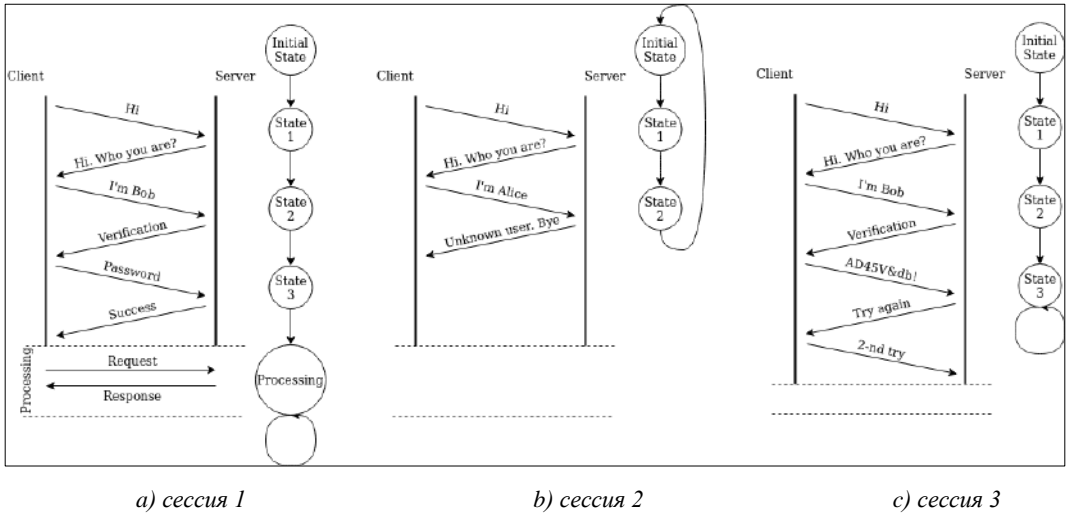 Initial
State
Client
Server
Hi
State
1
Hi. Who you are?
I'm Bob
State
2
Verification
Password
State
3
Success
Processing
Request
Response
Processing
Initial
State
Client
Server
Hi
State
1
Hi. Who you are?
I'm Alice
State
2
Unknown user. Bye
Initial
State
Client
Server
Hi
State
1
Hi. Who you are?
I'm Bob
State
2
Verification
AD45V&db!
State
3
Try again
2-nd try
a) сессия 1
b) сессия 2
c) сессия 3